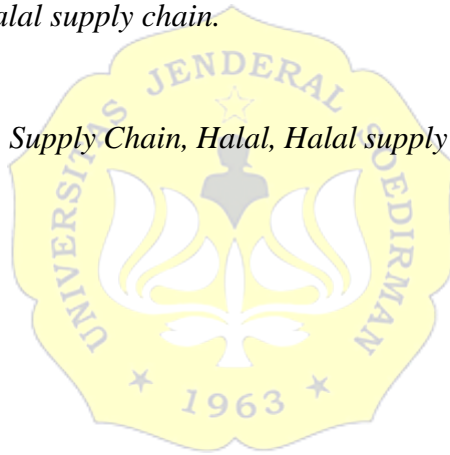 alal supply chain.
UNIVERSITAS JENDERAL SOEDIRMAN
Supply Chain, Halal, Halal supply
1963